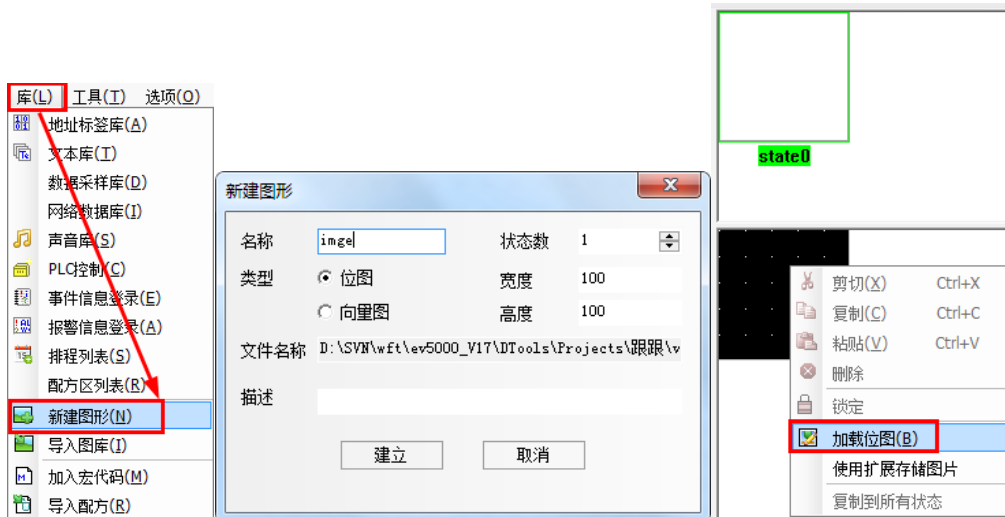 库(L) 工具(T) 选项(O)
地址标签库(A)
文本库(T)
数据采样库(D)
网络数据库(I)
声音库(S)
PLC控制(C)
事件信息登录(E)
报警信息登录(A)
排程列表(S)
配方区列表(R)
新建图形(N)
导入图库(I)
加入宏代码(M)
导入配方(R)
新建图形
名称 imge 状态数 1
类型 位图 宽度 100
向量图 高度 100
文件名称 D:\SVN\wft\ev5000_V17\DTools\Projects\跟跟\v
描述
建立 取消
state0
剪切(X) Ctrl+X
复制(C) Ctrl+C
粘贴(V) Ctrl+V
删除
锁定
加载位图(B)
使用扩展存储图片
复制到所有状态